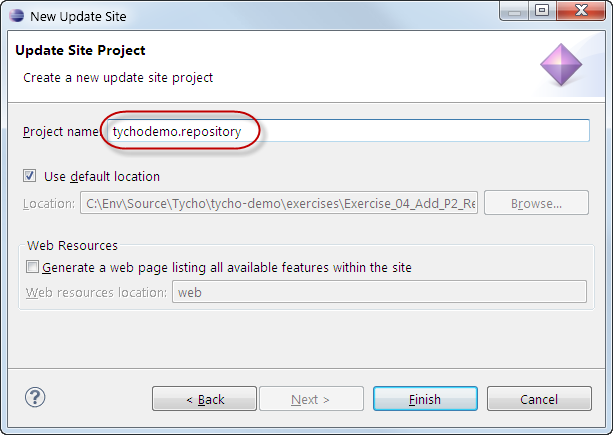 New Update Site
Update Site Project
Create a new update site project
Project name: tychodemo.repository
Use default location
Location: C:\Env\Source\Tycho\tycho-demo\exercises\Exercise_04_Add_P2_Re Browse...
Web Resources
Generate a web page listing all available features within the site
Web resources location: web
? < Back Next > Finish Cancel